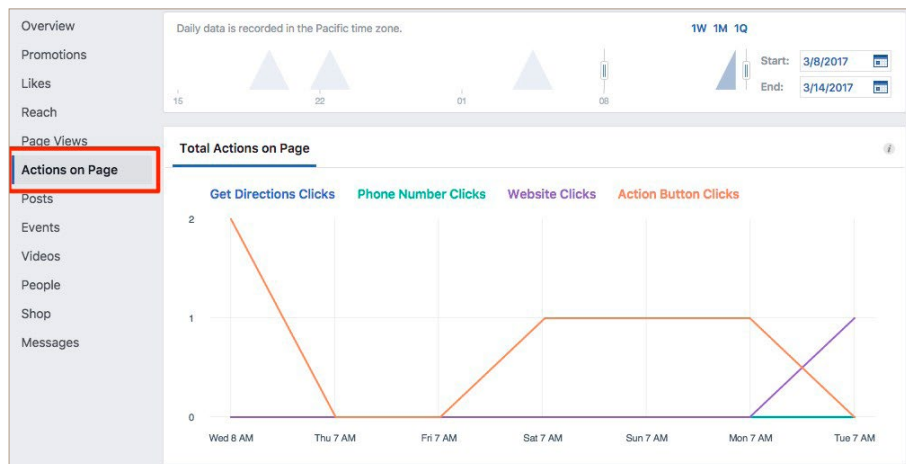 Overview
Promotions
Likes
Reach
Page Views
Actions on Page
Posts
Events
Videos
People
Shop
Messages
Daily data is recorded in the Pacific time zone.
1W 1M 1Q
Start: 3/8/2017
End: 3/14/2017
15 22 01 08
Total Actions on Page
i
Get Directions Clicks Phone Number Clicks Website Clicks Action Button Clicks
2
1
0
Wed 8 AM Thu 7 AM Fri 7 AM Sat 7 AM Sun 7 AM Mon 7 AM Tue 7 AM